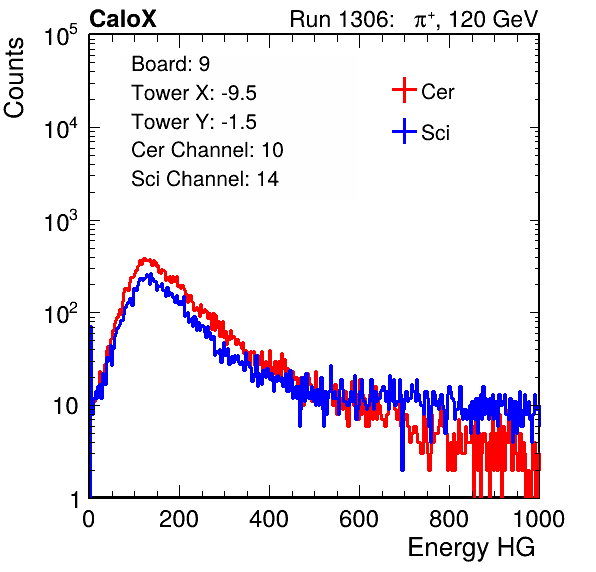 CaloX Run 1306: π⁺, 120 GeV
Counts
Board: 9
Tower X: -9.5
Tower Y: -1.5
Cer Channel: 10
Sci Channel: 14
Cer
Sci
10⁵
10⁴
10³
10²
10
1
0 200 400 600 800 1000
Energy HG